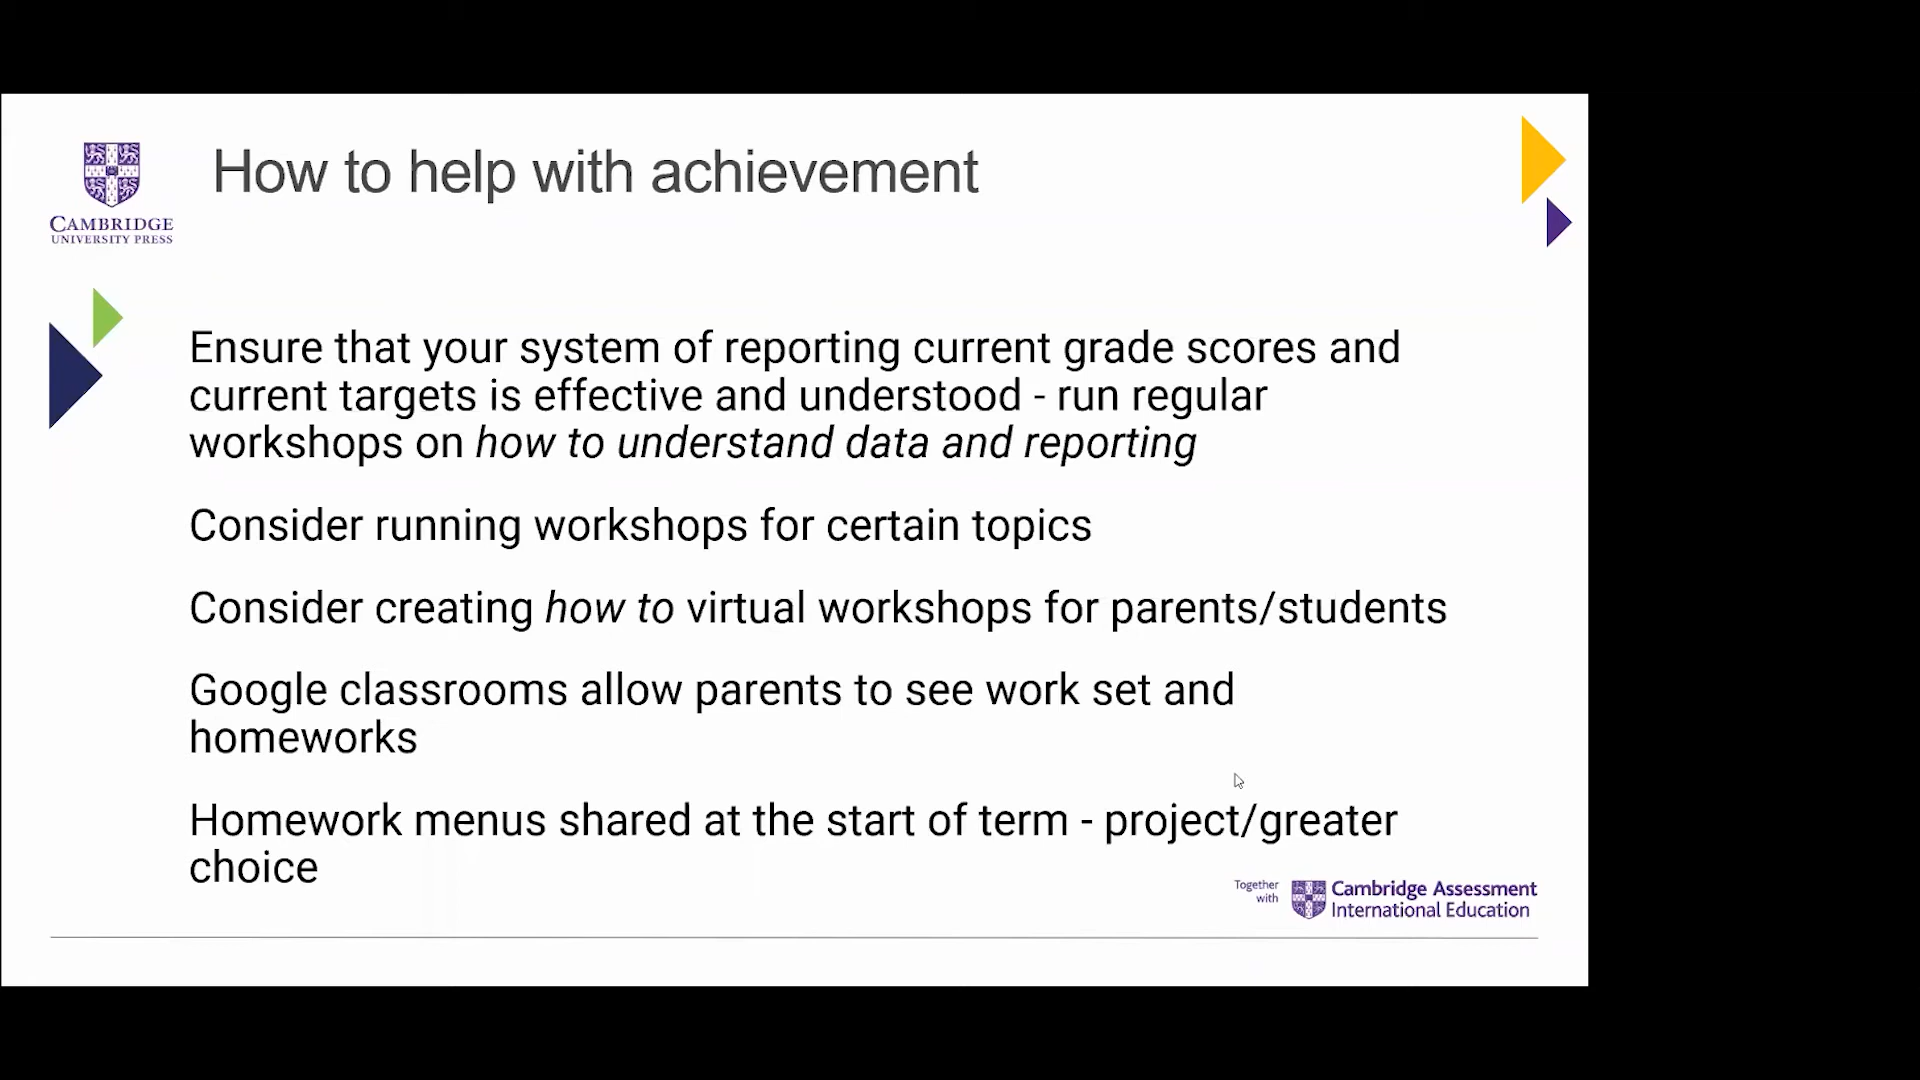 How to help with achievement
CAMBRIDGE
UNIVERSITY PRESS
Ensure that your system of reporting current grade scores and
current targets is effective and understood - run regular
workshops on how to understand data and reporting
Consider running workshops for certain topics
Consider creating how to virtual workshops for parents/students
Google classrooms allow parents to see work set and
homeworks
Homework menus shared at the start of term - project/greater
choice
Together
with
Cambridge Assessment
International Education